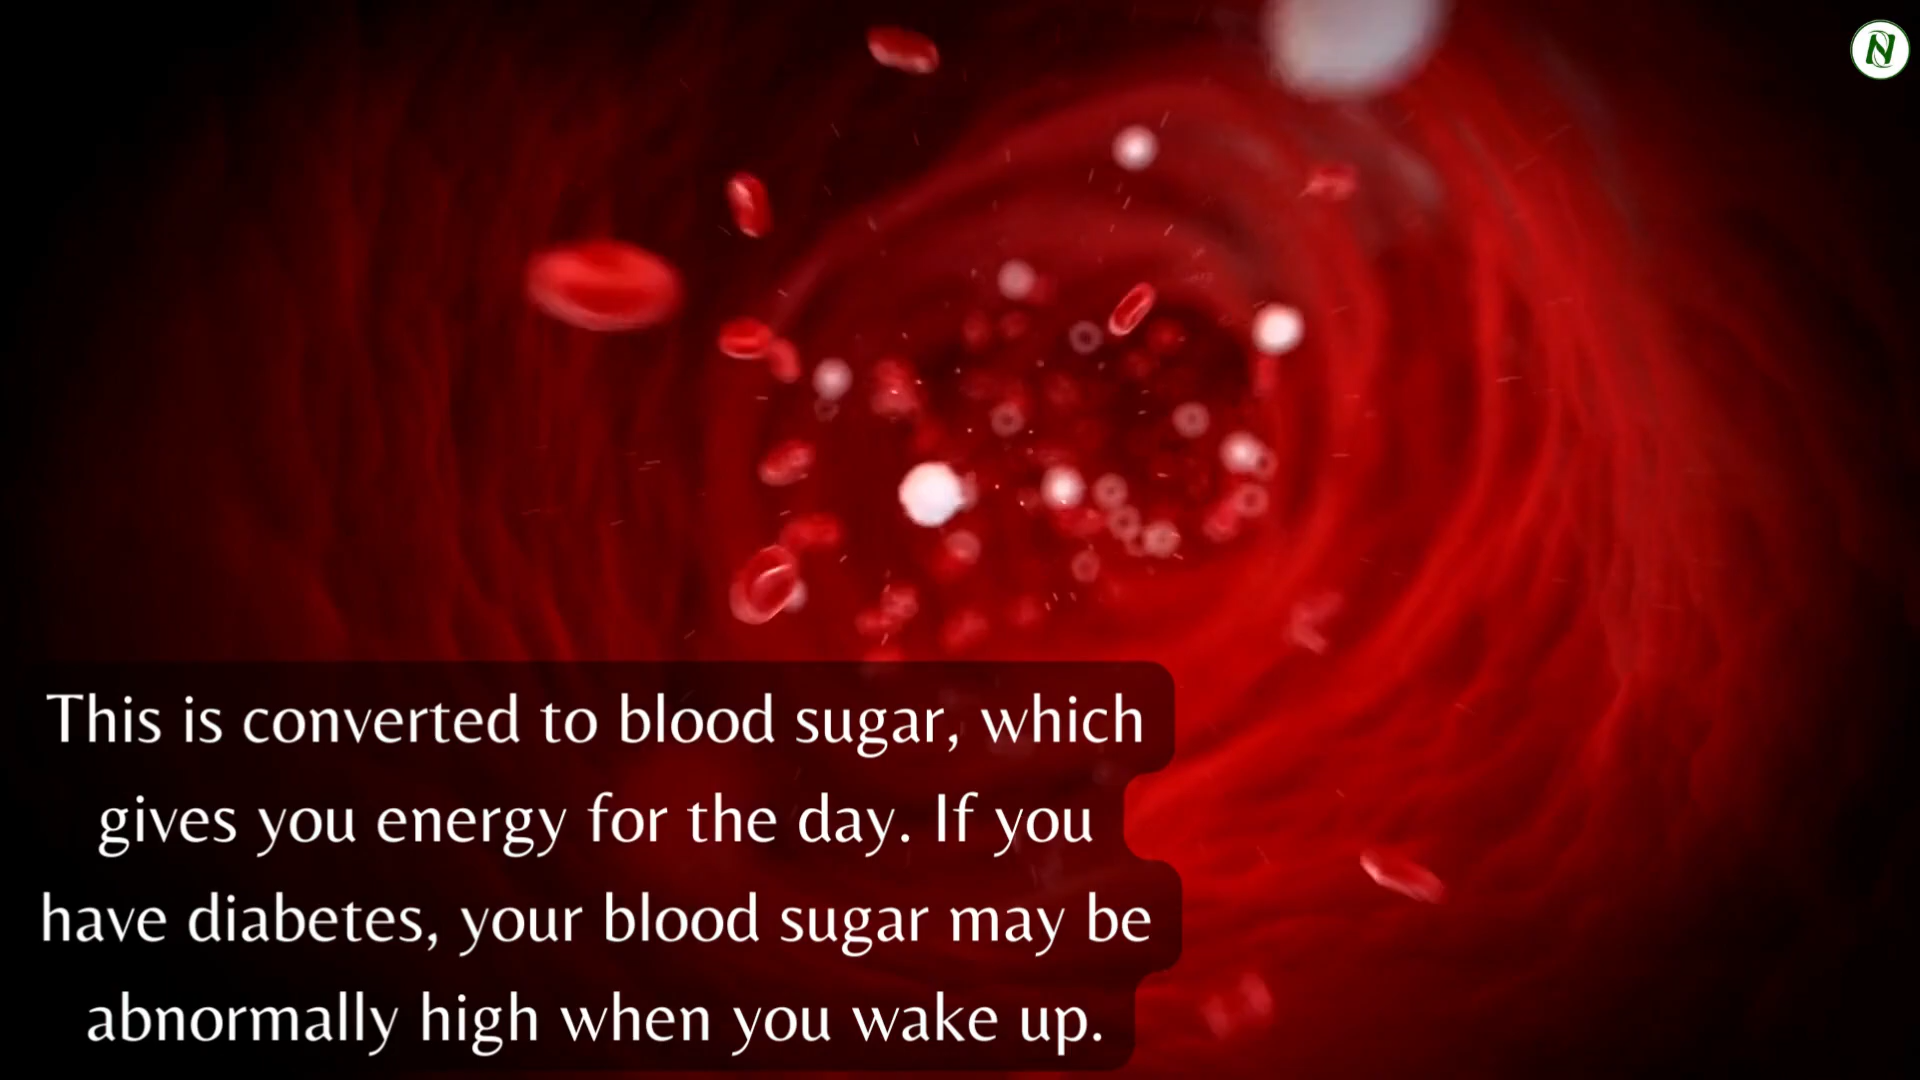 N
This is converted to blood sugar, which
gives you energy for the day. If you
have diabetes, your blood sugar may be
abnormally high when you wake up.